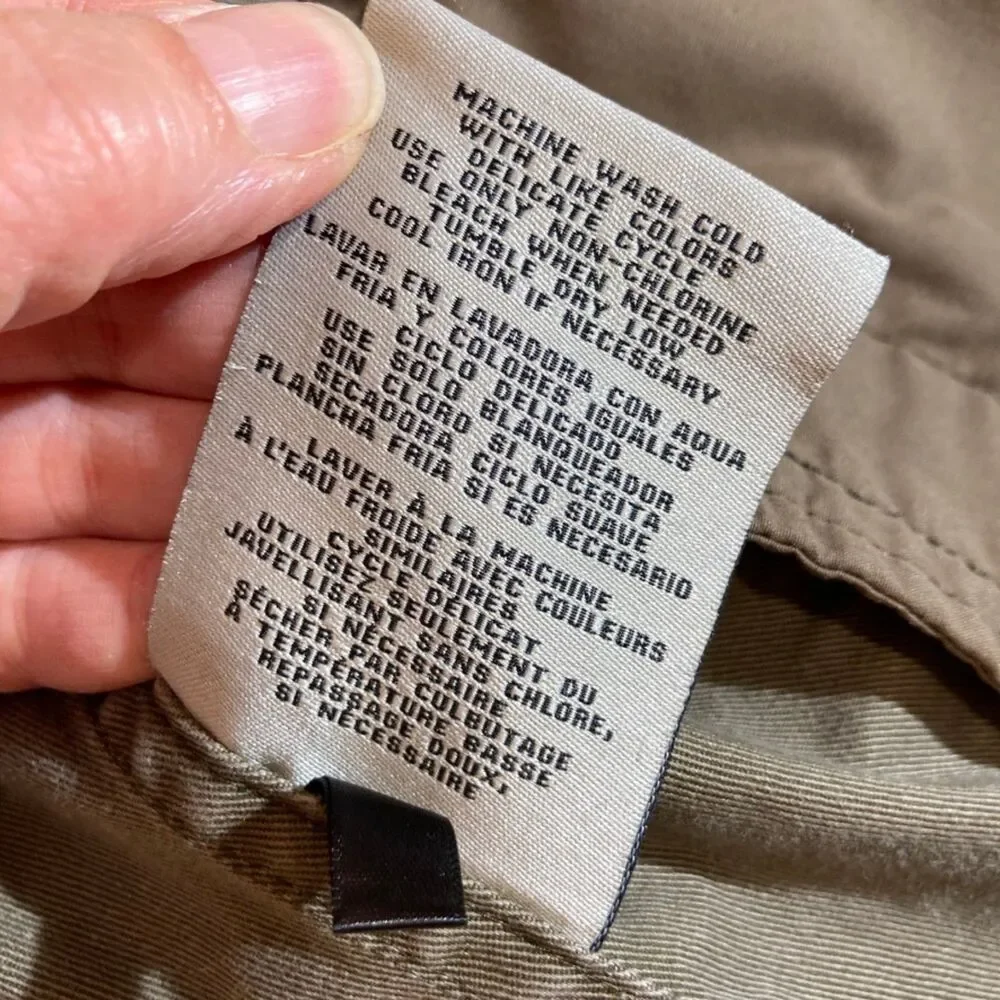 MACHINE WASH COLD
WITH LIKE COLORS
USE DELICATE CYCLE
ONLY NON-CHLORINE
BLEACH WHEN NEEDED
TUMBLE DRY LOW
COOL IRON IF NECESSARY
LAVAR EN LAVADORA CON AQUA
FRIA Y COLORES IGUALES
USE CICLO DELICADO
SIN SOLO BLANQUEADOR
SIN CLORO SI NECESITA
SECADORA CICLO SUAVE
PLANCHA FRIA SI ES NECESARIO
LAVER À LA MACHINE
À L'EAU FROIDE AVEC COULEURS
SIMILAIRES
CYCLE DÉLICAT
UTILISEZ SEULEMENT DU
JAVELLISANT SANS CHLORE,
SI NÉCESSAIRE
SÉCHER PAR CULBUTAGE
À TEMPÉRATURE BASSE
REPASSAGE DOUX,
SI NÉCESSAIRE